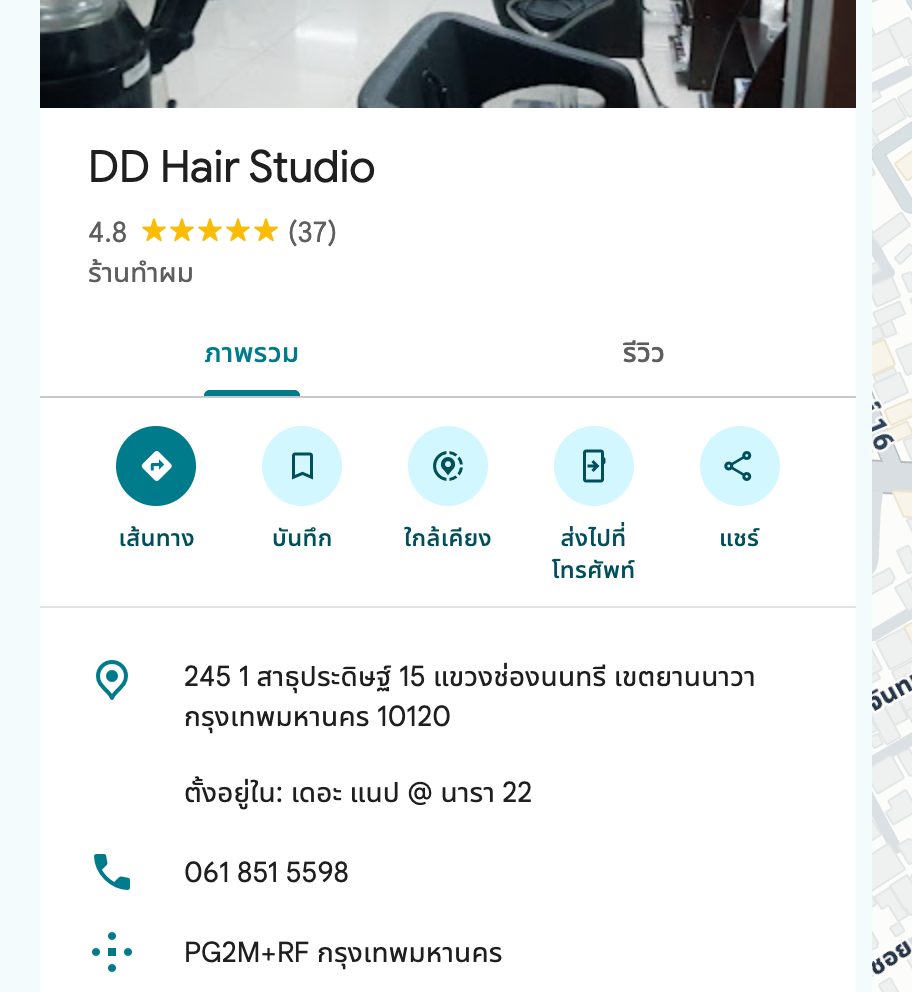 DD Hair Studio
4.8 (37)
ร้านทำผม
ภาพรวม
รีวิว
เส้นทาง
บันทึก
ใกล้เคียง
ส่งไปที่
โทรศัพท์
แชร์
245 1 สาธุประดิษฐ์ 15 แขวงช่องนนทรี เขตยานนาวา
กรุงเทพมหานคร 10120
ตั้งอยู่ใน: เดอะ แนป @ นารา 22
061 851 5598
PG2M+RF กรุงเทพมหานคร
16
ซอย